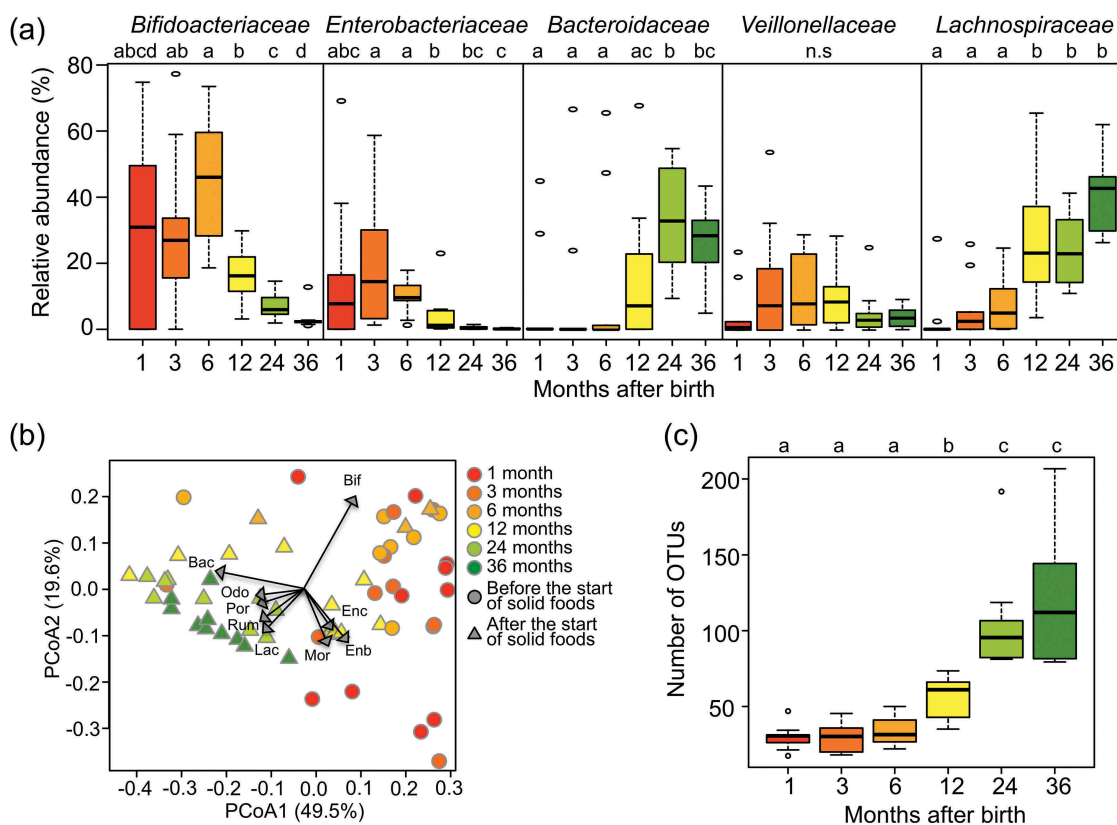 (a)
Bifidoacteriaceae Enterobacteriaceae Bacteroidaceae Veillonellaceae Lachnospiraceae
abcd ab a b c d abc a a b bc c a a a ac b bc n.s a a a b b b
Relative abundance (%)
80
60
40
20
0
1 3 6 12 24 36 1 3 6 12 24 36 1 3 6 12 24 36 1 3 6 12 24 36 1 3 6 12 24 36
Months after birth
(b)
PCoA2 (19.6%)
0.2
0.1
0.0
-0.1
-0.2
-0.3
Bif
Bac
Odo
Por
Rum
Lac
Mor
Enc
Enb
-0.4 -0.3 -0.2 -0.1 0.0 0.1 0.2 0.3
PCoA1 (49.5%)
1 month
3 months
6 months
12 months
24 months
36 months
Before the start
of solid foods
After the start
of solid foods
(c)
a a a b c c
Number of OTUs
200
150
100
50
1 3 6 12 24 36
Months after birth